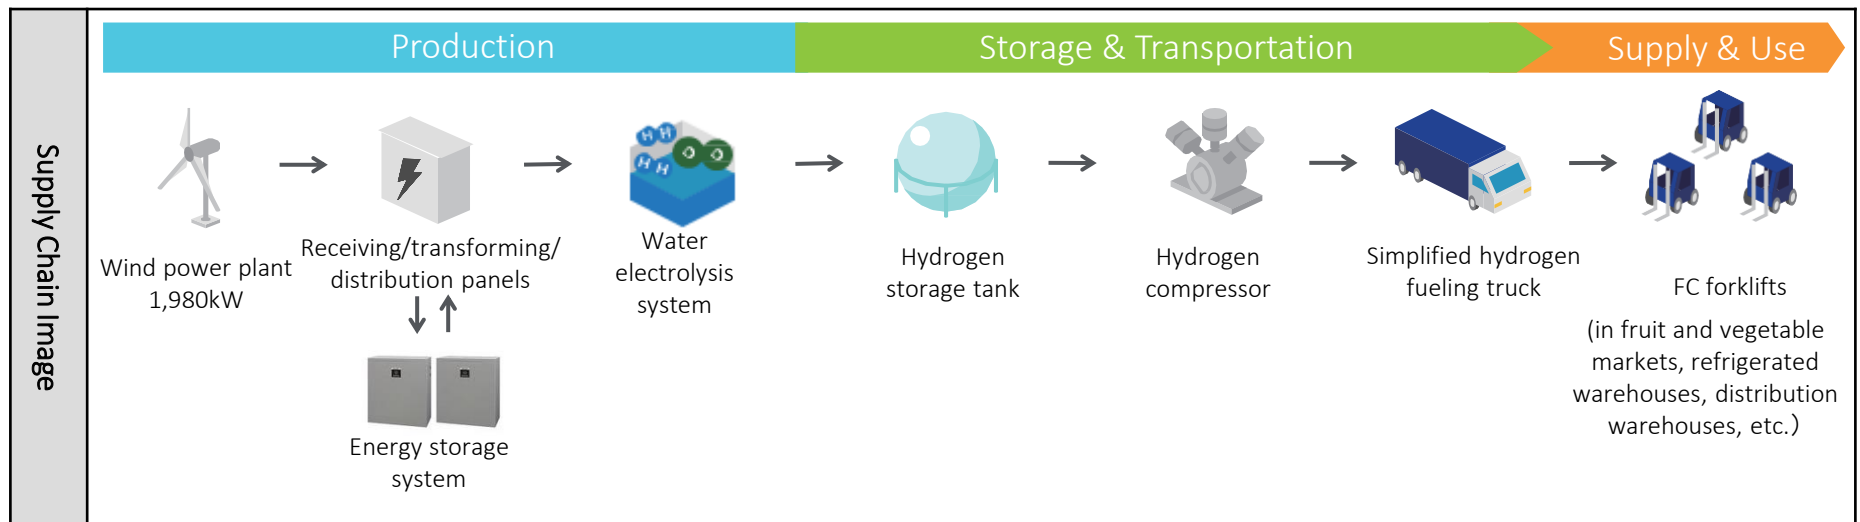 Supply Chain Image
Production
Storage & Transportation
Supply & Use
Wind power plant
1,980kW
Receiving/transforming/
distribution panels
Energy storage
system
Water
electrolysis
system
Hydrogen
storage tank
Hydrogen
compressor
Simplified hydrogen
fueling truck
FC forklifts
(in fruit and vegetable
markets, refrigerated
warehouses, distribution
warehouses, etc.)
H H
H H
O O